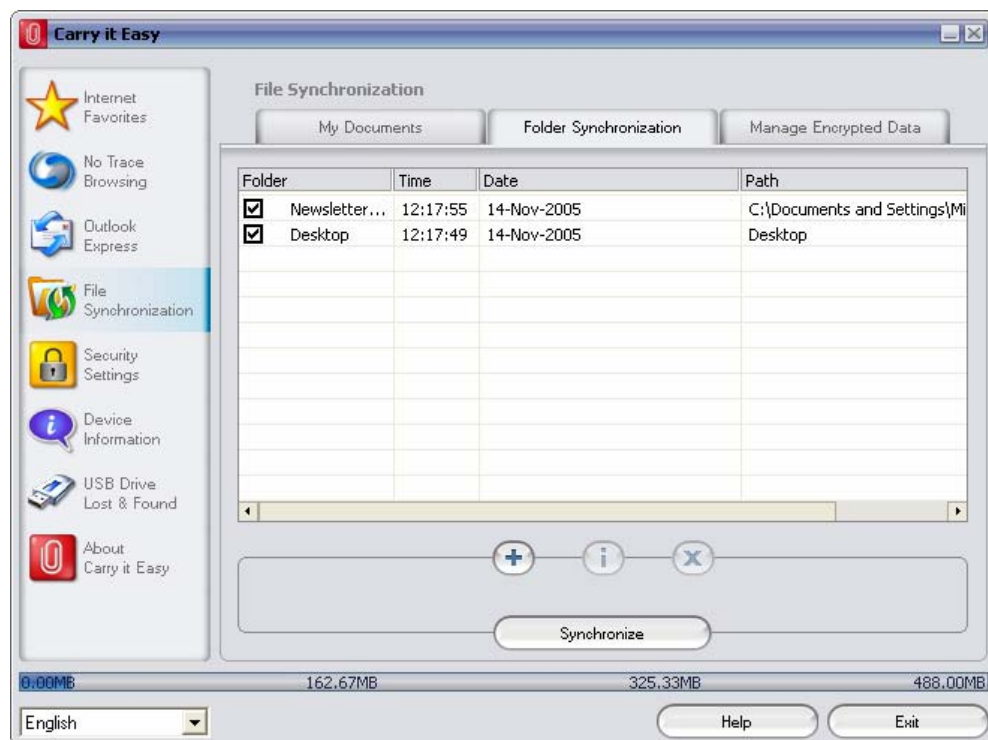 Carry it Easy
Internet
Favorites
No Trace
Browsing
Outlook
Express
File
Synchronization
Security
Settings
Device
Information
USB Drive
Lost & Found
About
Carry it Easy
File Synchronization
My Documents Folder Synchronization Manage Encrypted Data
Folder Time Date Path
Newsletter... 12:17:55 14-Nov-2005 C:\Documents and Settings\Mi
Desktop 12:17:49 14-Nov-2005 Desktop
Synchronize
0.00MB 162.67MB 325.33MB 488.00MB
English Help Exit